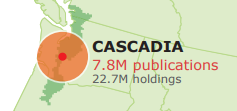 CASCADIA
7.8M publications
22.7M holdings